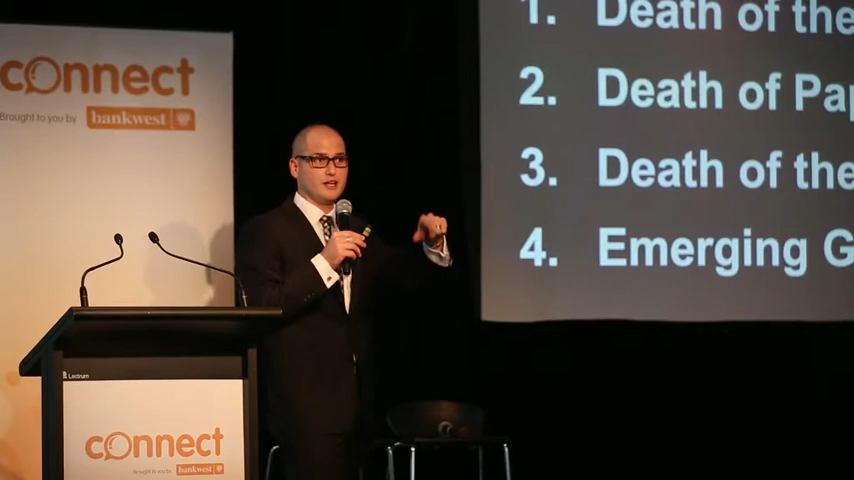 connect
Brought to you by bankwest
1. Death of the
2. Death of Pap
3. Death of the
4. Emerging G
Lectrum
connect
Brought to you by bankwest